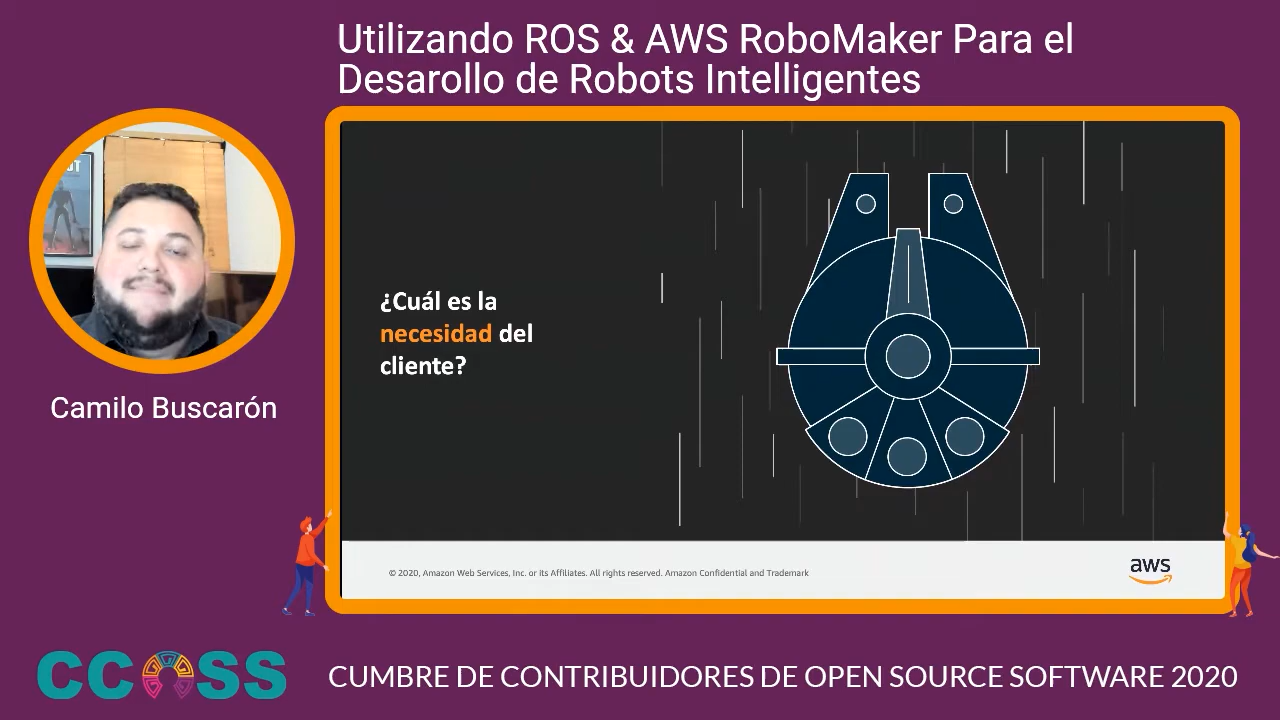 Utilizando ROS & AWS RoboMaker Para el
Desarollo de Robots Intelligentes
Camilo Buscarón
¿Cuál es la
necesidad del
cliente?
© 2020, Amazon Web Services, Inc. or its Affiliates. All rights reserved. Amazon Confidential and Trademark
aws
CCOSS
CUMBRE DE CONTRIBUIDORES DE OPEN SOURCE SOFTWARE 2020